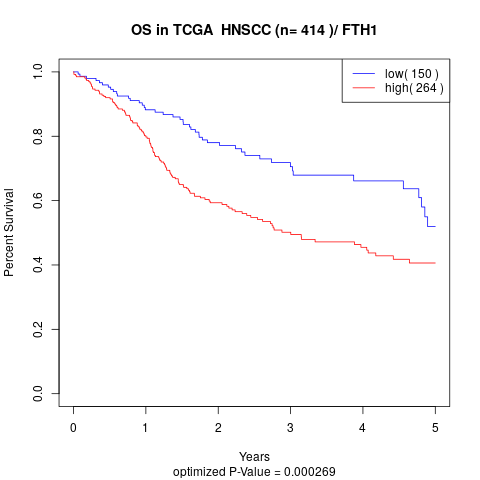 OS in TCGA HNSCC (n= 414 )/ FTH1
low( 150 )
high( 264 )
Percent Survival
1.0
0.8
0.6
0.4
0.2
0.0
0 1 2 3 4 5
Years
optimized P-Value = 0.000269